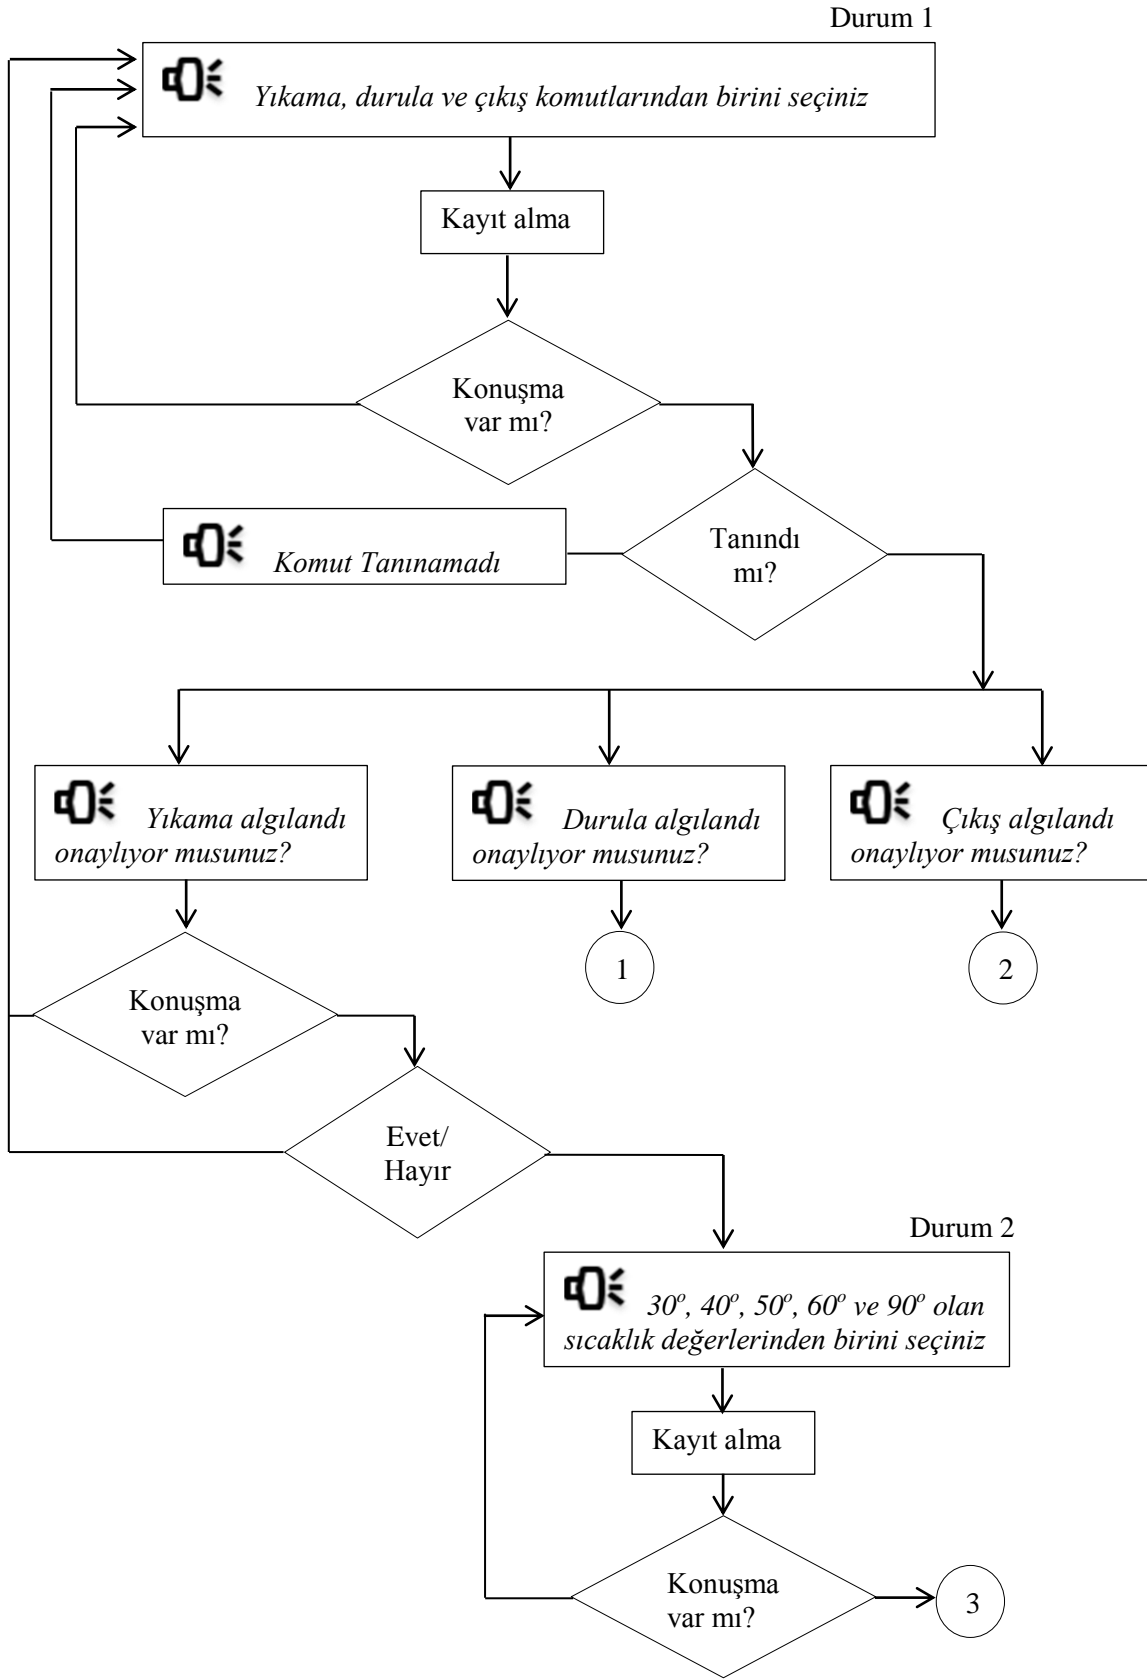 Durum 1
Yıkama, durula ve çıkış komutlarından birini seçiniz
Kayıt alma
Konuşma
var mı?
Tanındı
mı?
Komut Tanınamadı
Yıkama algılandı
onaylıyor musunuz?
Durula algılandı
onaylıyor musunuz?
Çıkış algılandı
onaylıyor musunuz?
1
2
Konuşma
var mı?
Evet/
Hayır
Durum 2
30º, 40º, 50º, 60º ve 90º olan
sıcaklık değerlerinden birini seçiniz
Kayıt alma
Konuşma
var mı?
3